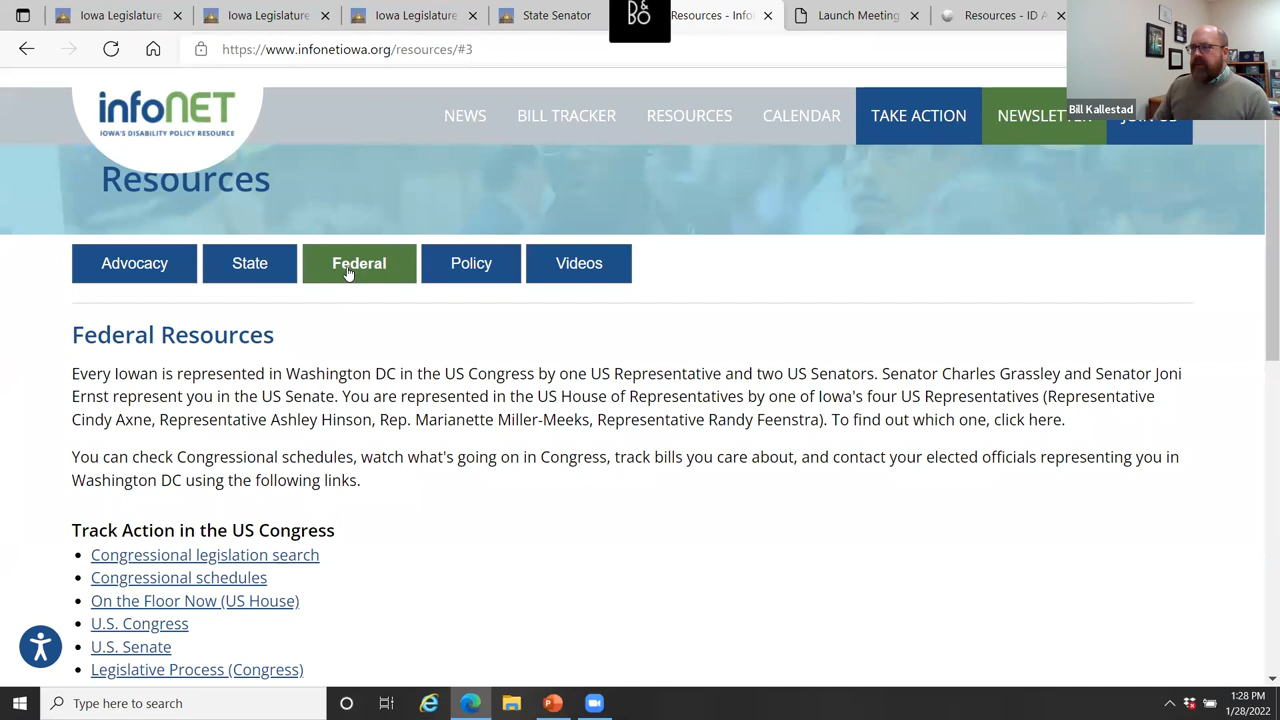 Iowa Kallestad
Iowa Legislature
Iowa Legislature
State Senator
B&BO
Resources - Info
Launch Meeting
Resources - ID A
https://www.infonetiowa.org/resources/#3
Bill Kallestad
infoNET
IOWA'S DISABILITY POLICY RESOURCE
NEWS
BILL TRACKER
RESOURCES
CALENDAR
TAKE ACTION
NEWSLETTER
JOIN US
Resources
Advocacy
State
Federal
Policy
Videos
Federal Resources
Every Iowan is represented in Washington DC in the US Congress by one US Representative and two US Senators. Senator Charles Grassley and Senator Joni
Ernst represent you in the US Senate. You are represented in the US House of Representatives by one of Iowa's four US Representatives (Representative
Cindy Axne, Representative Ashley Hinson, Rep. Marianette Miller-Meeks, Representative Randy Feenstra). To find out which one, click here.
You can check Congressional schedules, watch what's going on in Congress, track bills you care about, and contact your elected officials representing you in
Washington DC using the following links.
Track Action in the US Congress
Congressional legislation search
Congressional schedules
On the Floor Now (US House)
U.S. Congress
U.S. Senate
Legislative Process (Congress)
Type here to search
1:28 PM
1/28/2022